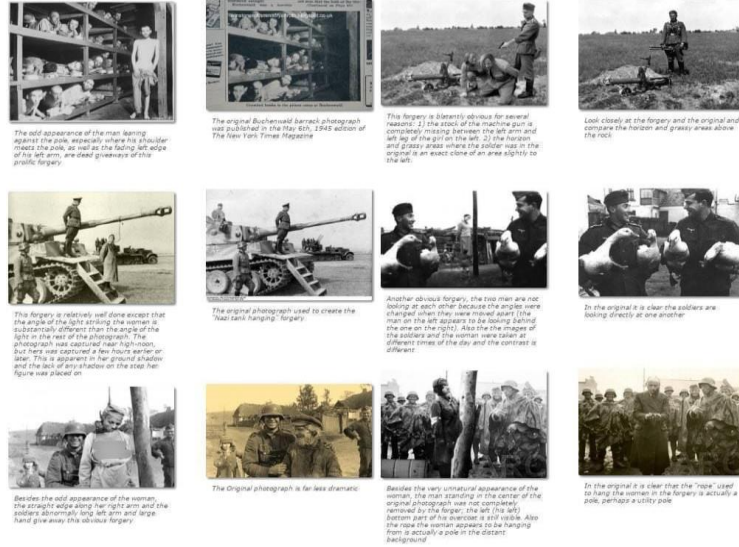 Crowded bunks in the prison camp at Buchenwald
The odd appearance of the man leaning
against the pole, especially where his shoulder
meets the pole, as well as the fading left edge
of his left arm, are dead giveaways of this
prolific forgery
The original Buchenwald barrack photograph
was published in the May 6th, 1945 edition of
The New York Times Magazine
This forgery is blatantly obvious for several
reasons: 1) the stock of the machine gun is
completely missing between the left arm and
left leg of the girl on the left. 2) the horizon
and grassy areas where the soldier was in the
original is an exact clone of an area slightly to
the left.
Look closely at the forgery and the original and
compare the horizon and grassy areas above
the rock
This forgery is relatively well done except that
the angle of the light striking the women is
substantially different than the angle of the
light in the rest of the photograph. The
photograph was captured near high-noon,
but hers was captured a few hours earlier or
later. This is apparent in her ground shadow
and the lack of any shadow on the step her
figure was placed on
The original photograph used to create the
"Nazi tank hanging" forgery
Another obvious forgery, the two men are not
looking at each other because the angles were
changed when they were moved apart (the
man on the left appears to be looking behind
the one on the right). Also the the images of
the soldiers and the woman were taken at
different times of the day and the contrast is
different
In the original it is clear the soldiers are
looking directly at one another
Besides the odd appearance of the woman,
the straight edge along her right arm and the
soldiers abnormally long left arm and large
hand give away this obvious forgery
The Original photograph is far less dramatic
Besides the very unnatural appearance of the
woman, the man standing in the center of the
original photograph was not completely
removed by the forger; the left (his left)
bottom part of his overcoat is still visible. Also
the rope the woman appears to be hanging
from is actually a pole in the distant
background
In the original it is clear that the "rope" used
to hang the women in the forgery is actually a
pole, perhaps a utility pole